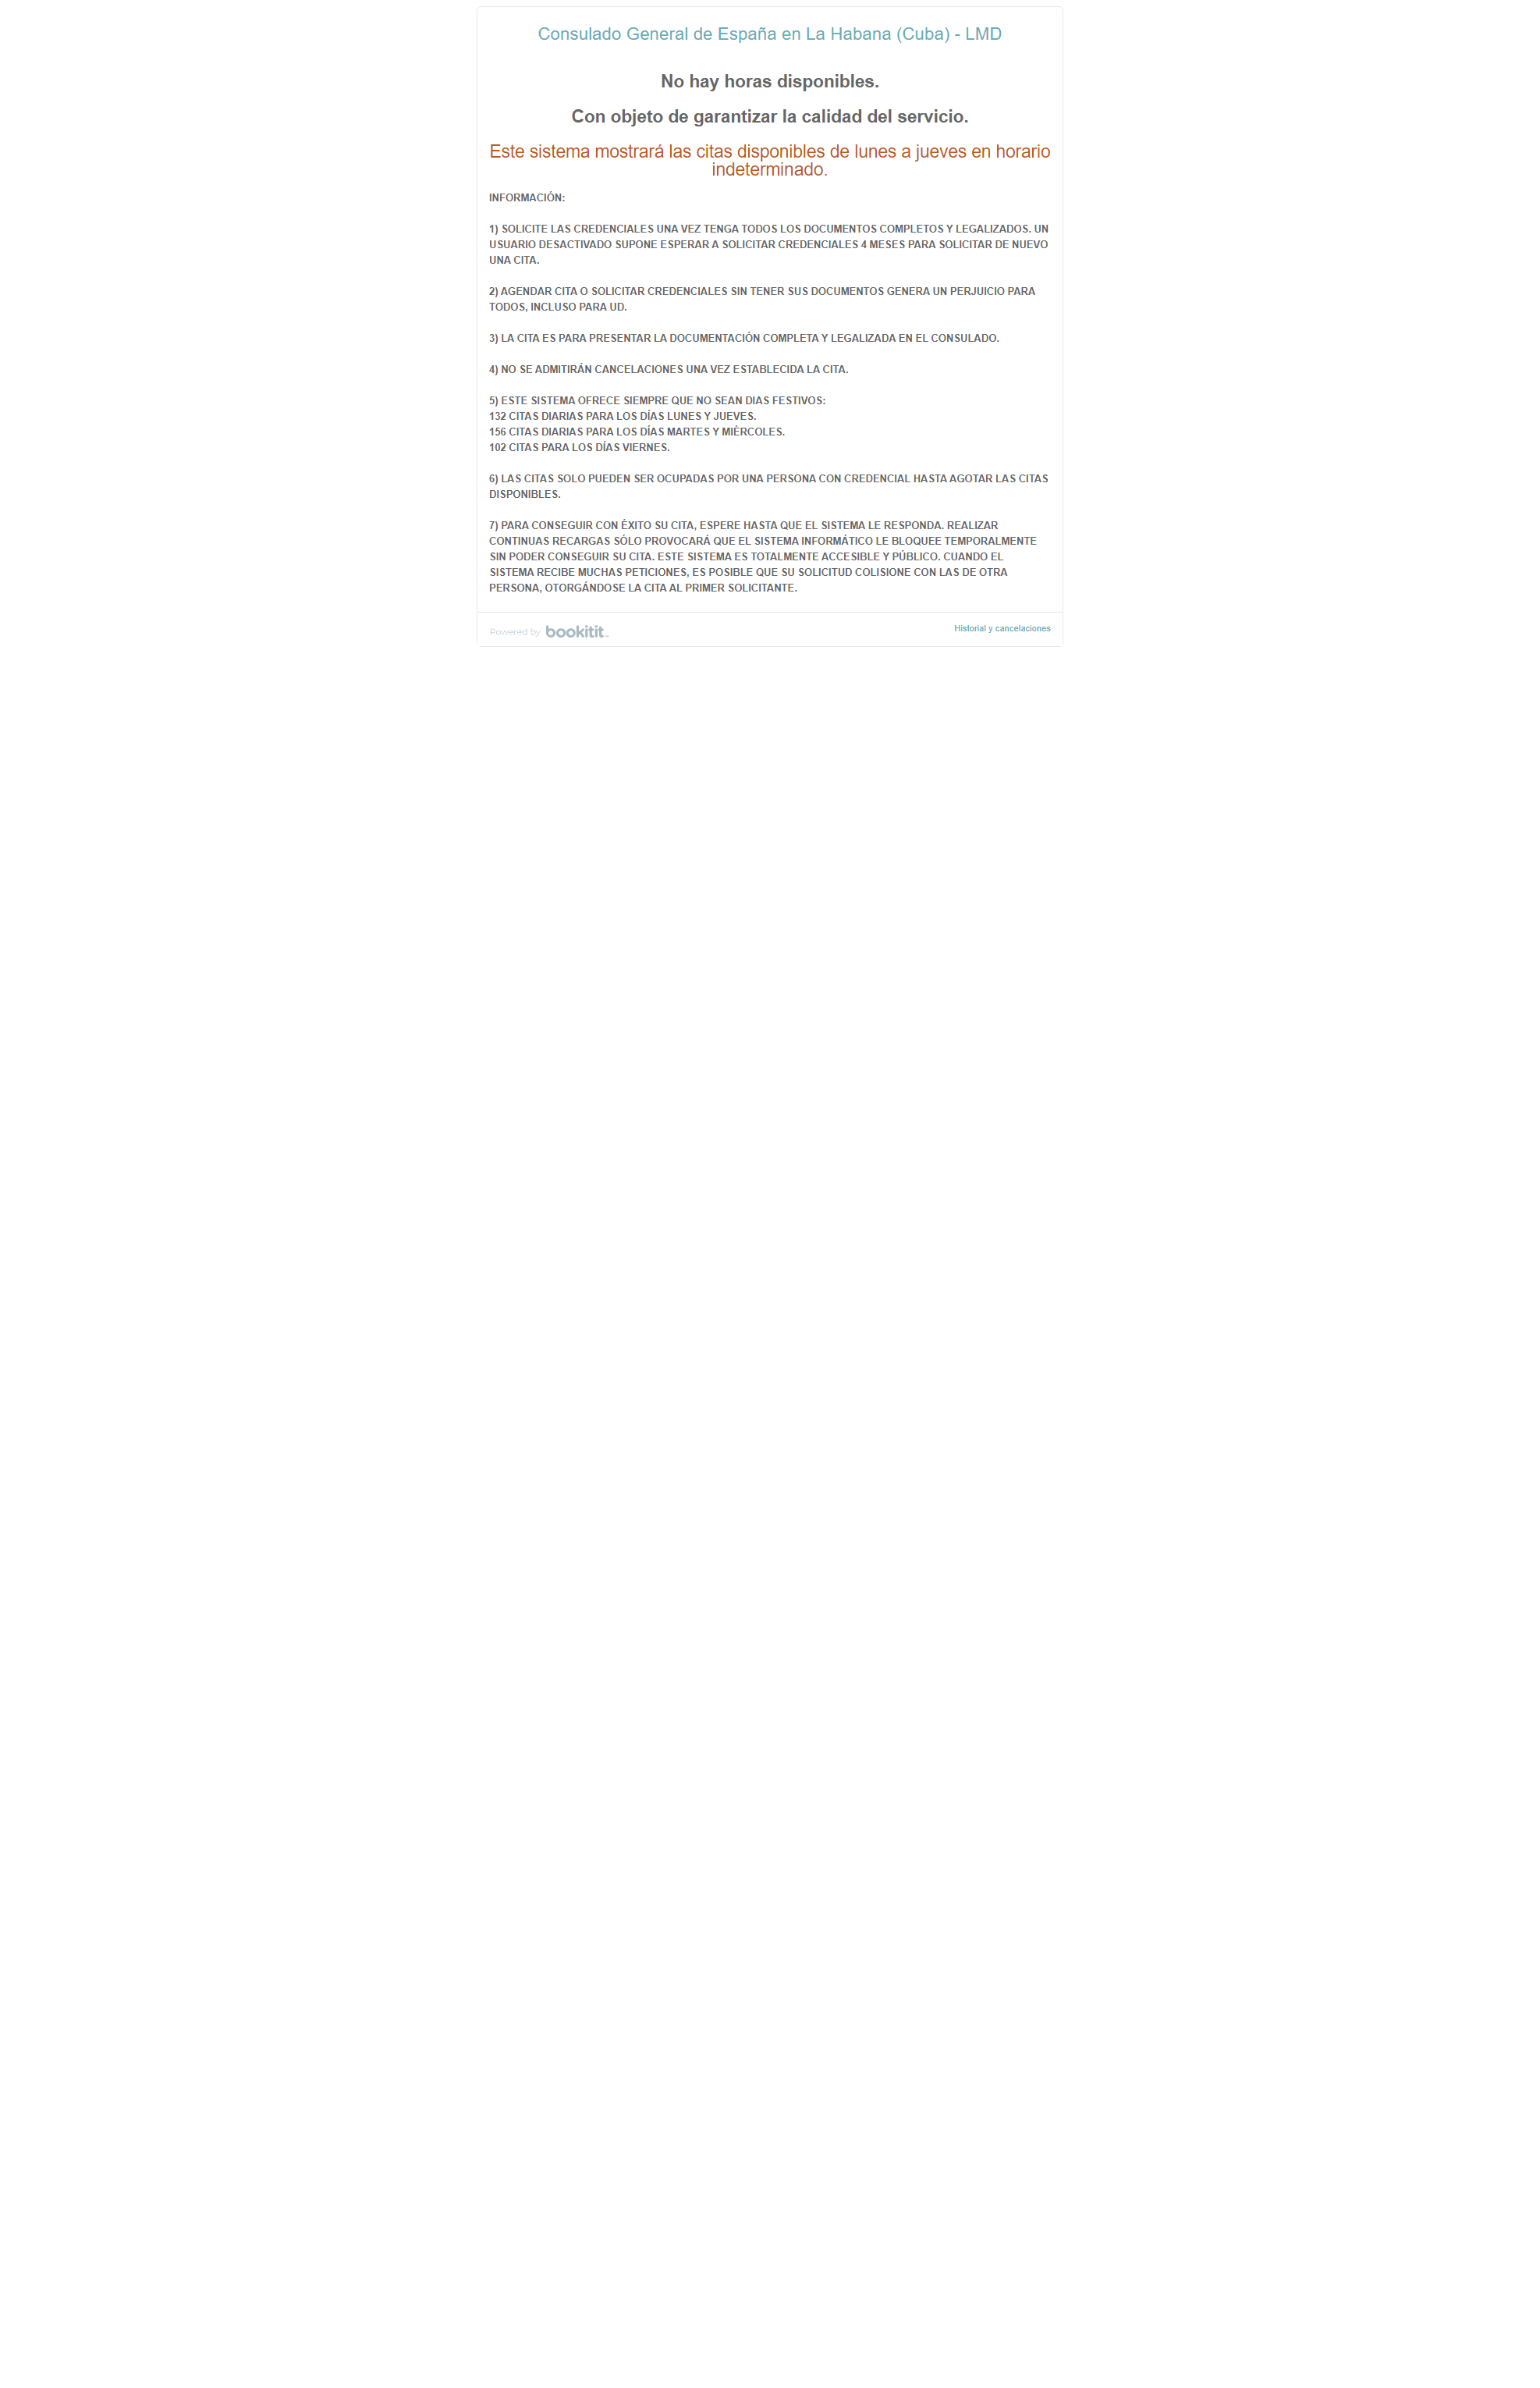 Consulado General de España en La Habana (Cuba) - LMD
No hay horas disponibles.
Con objeto de garantizar la calidad del servicio.
Este sistema mostrará las citas disponibles de lunes a jueves en horario
indeterminado.
INFORMACIÓN:
1) SOLICITE LAS CREDENCIALES UNA VEZ TENGA TODOS LOS DOCUMENTOS COMPLETOS Y LEGALIZADOS. UN
USUARIO DESACTIVADO SUPONE ESPERAR A SOLICITAR CREDENCIALES 4 MESES PARA SOLICITAR DE NUEVO
UNA CITA.
2) AGENDAR CITA O SOLICITAR CREDENCIALES SIN TENER SUS DOCUMENTOS GENERA UN PERJUICIO PARA
TODOS, INCLUSO PARA UD.
3) LA CITA ES PARA PRESENTAR LA DOCUMENTACIÓN COMPLETA Y LEGALIZADA EN EL CONSULADO.
4) NO SE ADMITIRÁN CANCELACIONES UNA VEZ ESTABLECIDA LA CITA.
5) ESTE SISTEMA OFRECE SIEMPRE QUE NO SEAN DIAS FESTIVOS:
132 CITAS DIARIAS PARA LOS DÍAS LUNES Y JUEVES.
156 CITAS DIARIAS PARA LOS DÍAS MARTES Y MIÉRCOLES.
102 CITAS PARA LOS DÍAS VIERNES.
6) LAS CITAS SOLO PUEDEN SER OCUPADAS POR UNA PERSONA CON CREDENCIAL HASTA AGOTAR LAS CITAS
DISPONIBLES.
7) PARA CONSEGUIR CON ÉXITO SU CITA, ESPERE HASTA QUE EL SISTEMA LE RESPONDA. REALIZAR
CONTINUAS RECARGAS SÓLO PROVOCARÁ QUE EL SISTEMA INFORMÁTICO LE BLOQUEE TEMPORALMENTE
SIN PODER CONSEGUIR SU CITA. ESTE SISTEMA ES TOTALMENTE ACCESIBLE Y PÚBLICO. CUANDO EL
SISTEMA RECIBE MUCHAS PETICIONES, ES POSIBLE QUE SU SOLICITUD COLISIONE CON LAS DE OTRA
PERSONA, OTORGÁNDOSE LA CITA AL PRIMER SOLICITANTE.
Powered by bookitit
Historial y cancelaciones